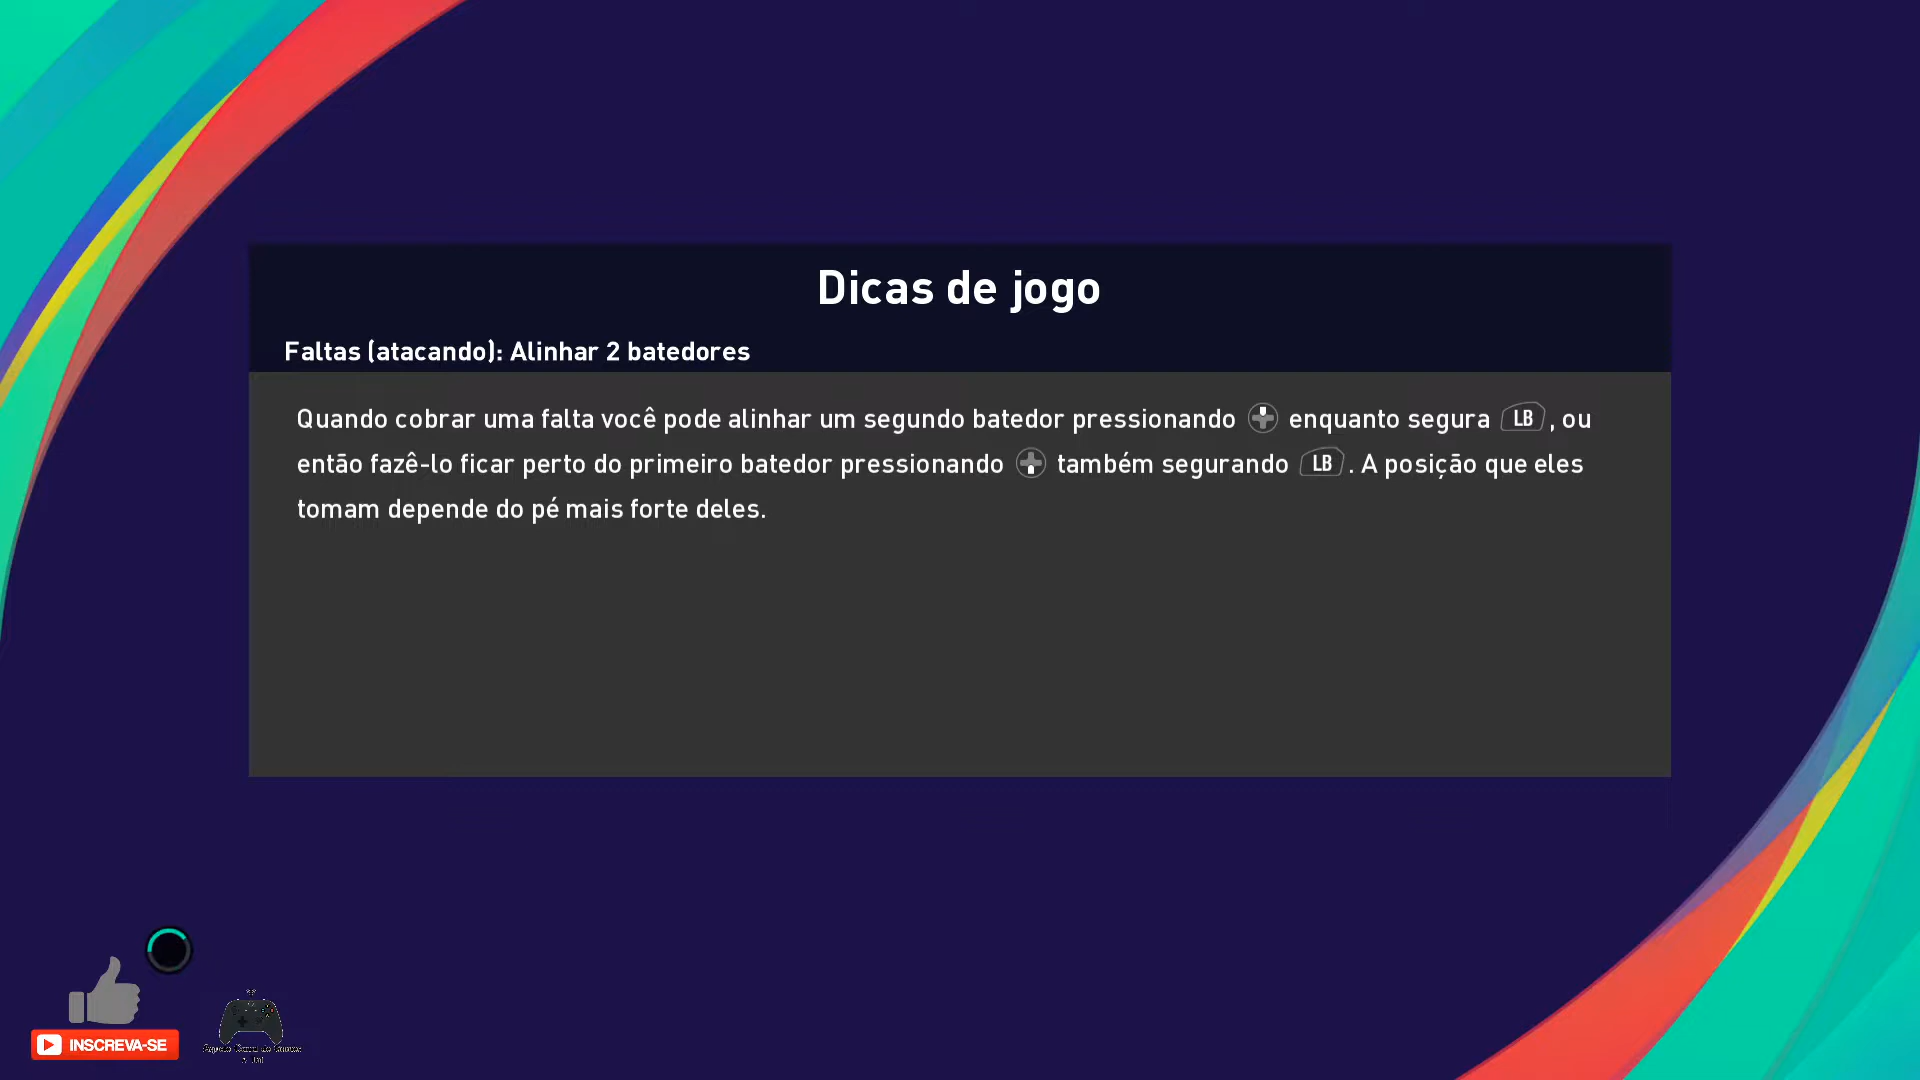 Dicas de jogo
Faltas (atacando): Alinhar 2 batedores
Quando cobrar uma falta você pode alinhar um segundo batedor pressionando enquanto segura LB, ou
então fazê-lo ficar perto do primeiro batedor pressionando também segurando LB. A posição que eles
tomam depende do pé mais forte deles.
INSCREVA-SE